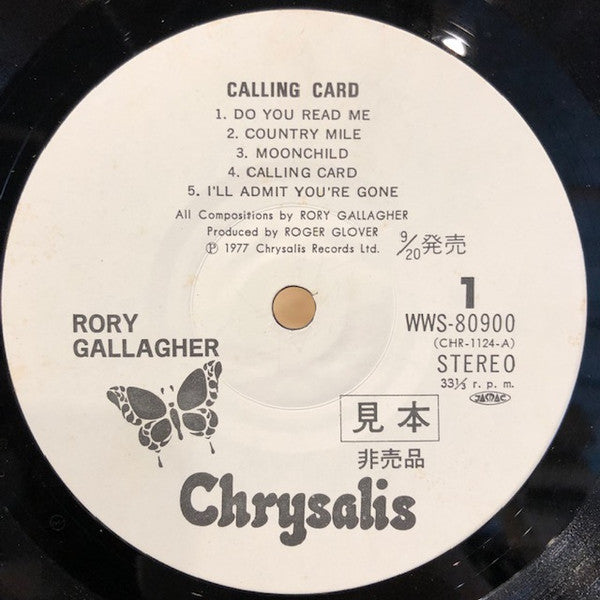 CALLING CARD
1. DO YOU READ ME
2. COUNTRY MILE
3. MOONCHILD
4. CALLING CARD
5. I'LL ADMIT YOU'RE GONE
All Compositions by RORY GALLAGHER
Produced by ROGER GLOVER
Ⓟ 1977 Chrysalis Records Ltd.
9/20発売
1
RORY
GALLAGHER
WWS-80900
(CHR-1124-A)
STEREO
33⅓ r. p. m.
JASRAC
見本
非売品
Chrysalis